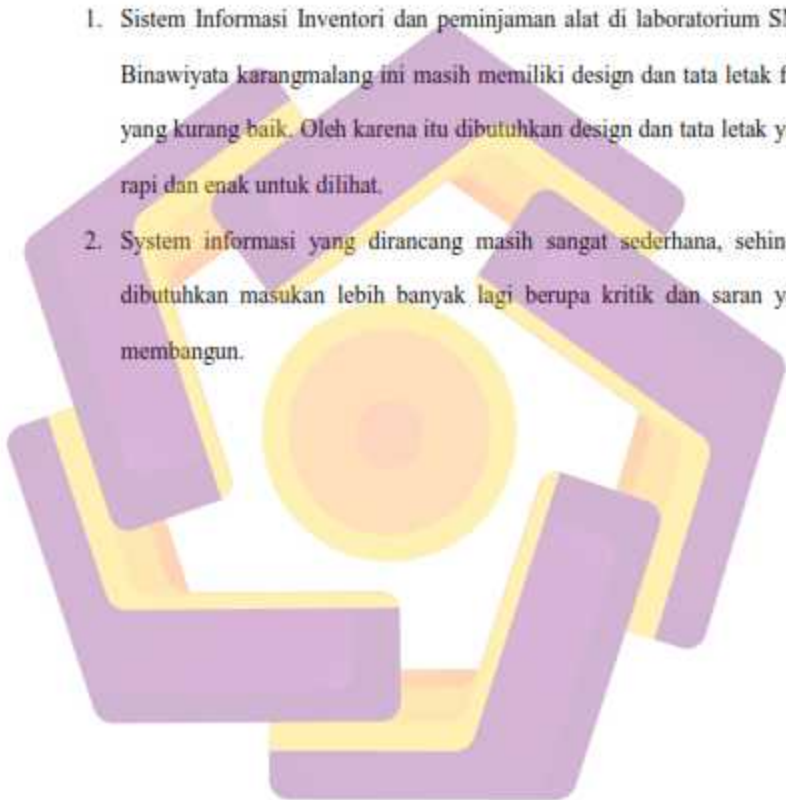 1. Sistem Informasi Inventori dan peminjaman alat di laboratorium
Binawiyata karangmalang ini masih memiliki design dan tata letak
yang kurang baik. Oleh karena itu dibutuhkan design dan tata letak
rapi dan enak untuk dilihat.
2. System informasi yang dirancang masih sangat sederhana,
dibutuhkan masukan lebih banyak lagi berupa kritik dan saran
membangun.